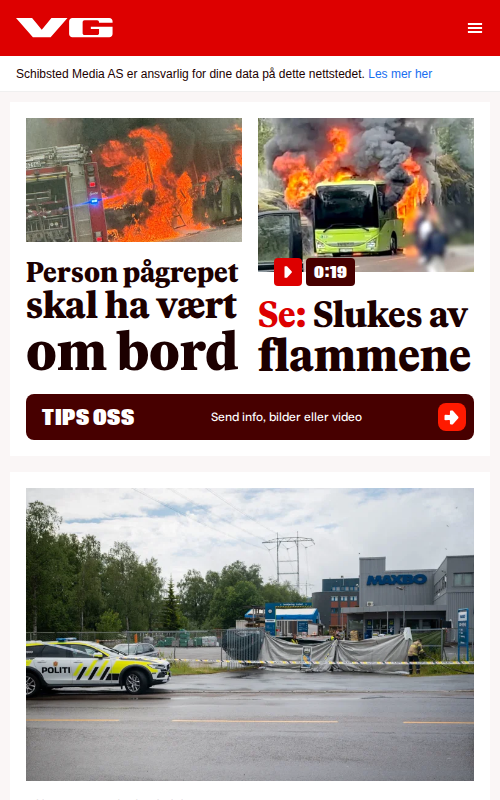 VG
Schibsted Media AS er ansvarlig for dine data på dette nettstedet. Les mer her
Person pågrepet
skal ha vært
om bord
0:19
Se: Slukes av
flammene
TIPS OSS
Send info, bilder eller video
MAXBO
POLITI